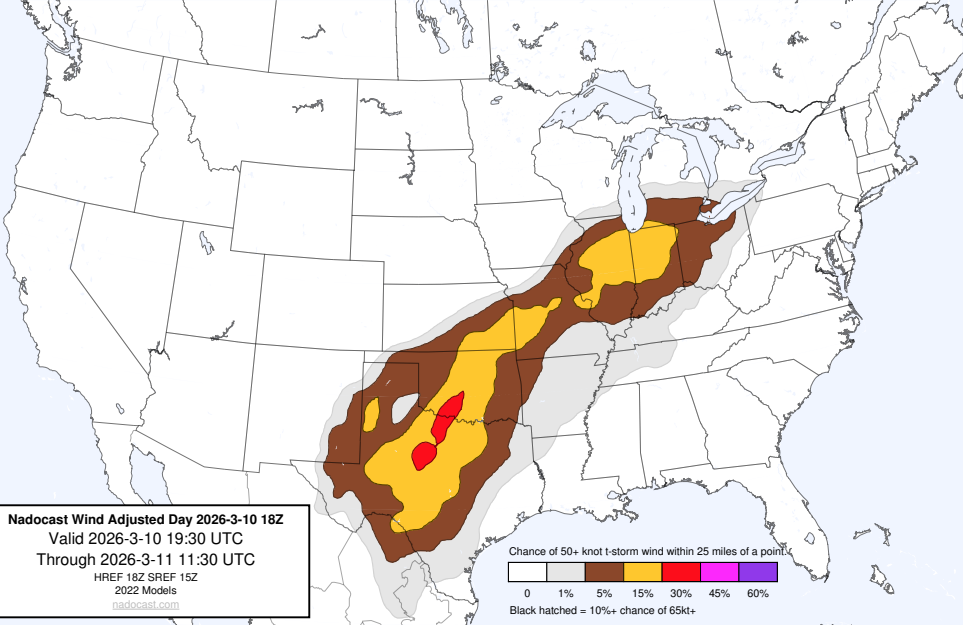 Nadocast Wind Adjusted Day 2026-3-10 18Z
Valid 2026-3-10 19:30 UTC
Through 2026-3-11 11:30 UTC
HREF 18Z SREF 15Z
2022 Models
nadocast.com
Chance of 50+ knot t-storm wind within 25 miles of a point.
0 1% 5% 15% 30% 45% 60%
Black hatched = 10%+ chance of 65kt+